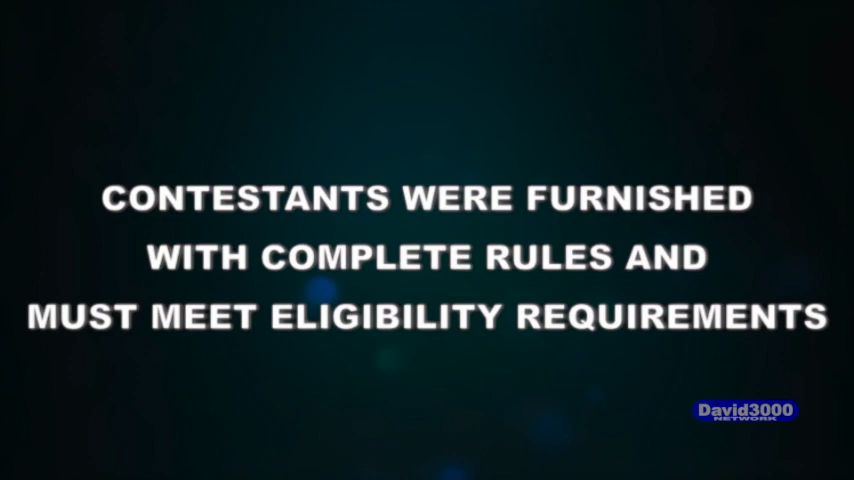 CONTESTANTS WERE FURNISHED
WITH COMPLETE RULES AND
MUST MEET ELIGIBILITY REQUIREMENTS
David3000
NETWORK